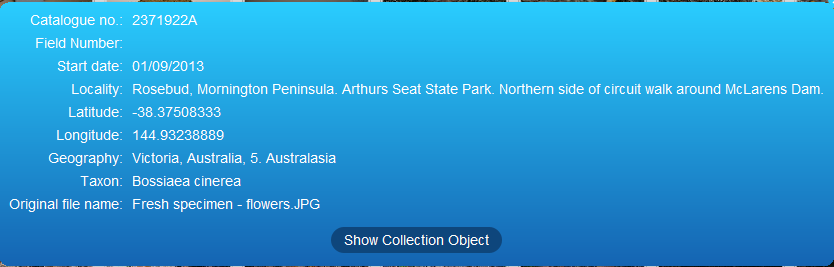 Catalogue no.: 2371922A
Field Number:
Start date: 01/09/2013
Locality: Rosebud, Mornington Peninsula. Arthurs Seat State Park. Northern side of circuit walk around McLarens Dam.
Latitude: -38.37508333
Longitude: 144.93238889
Geography: Victoria, Australia, 5. Australasia
Taxon: Bossiaea cinerea
Original file name: Fresh specimen - flowers.JPG
Show Collection Object